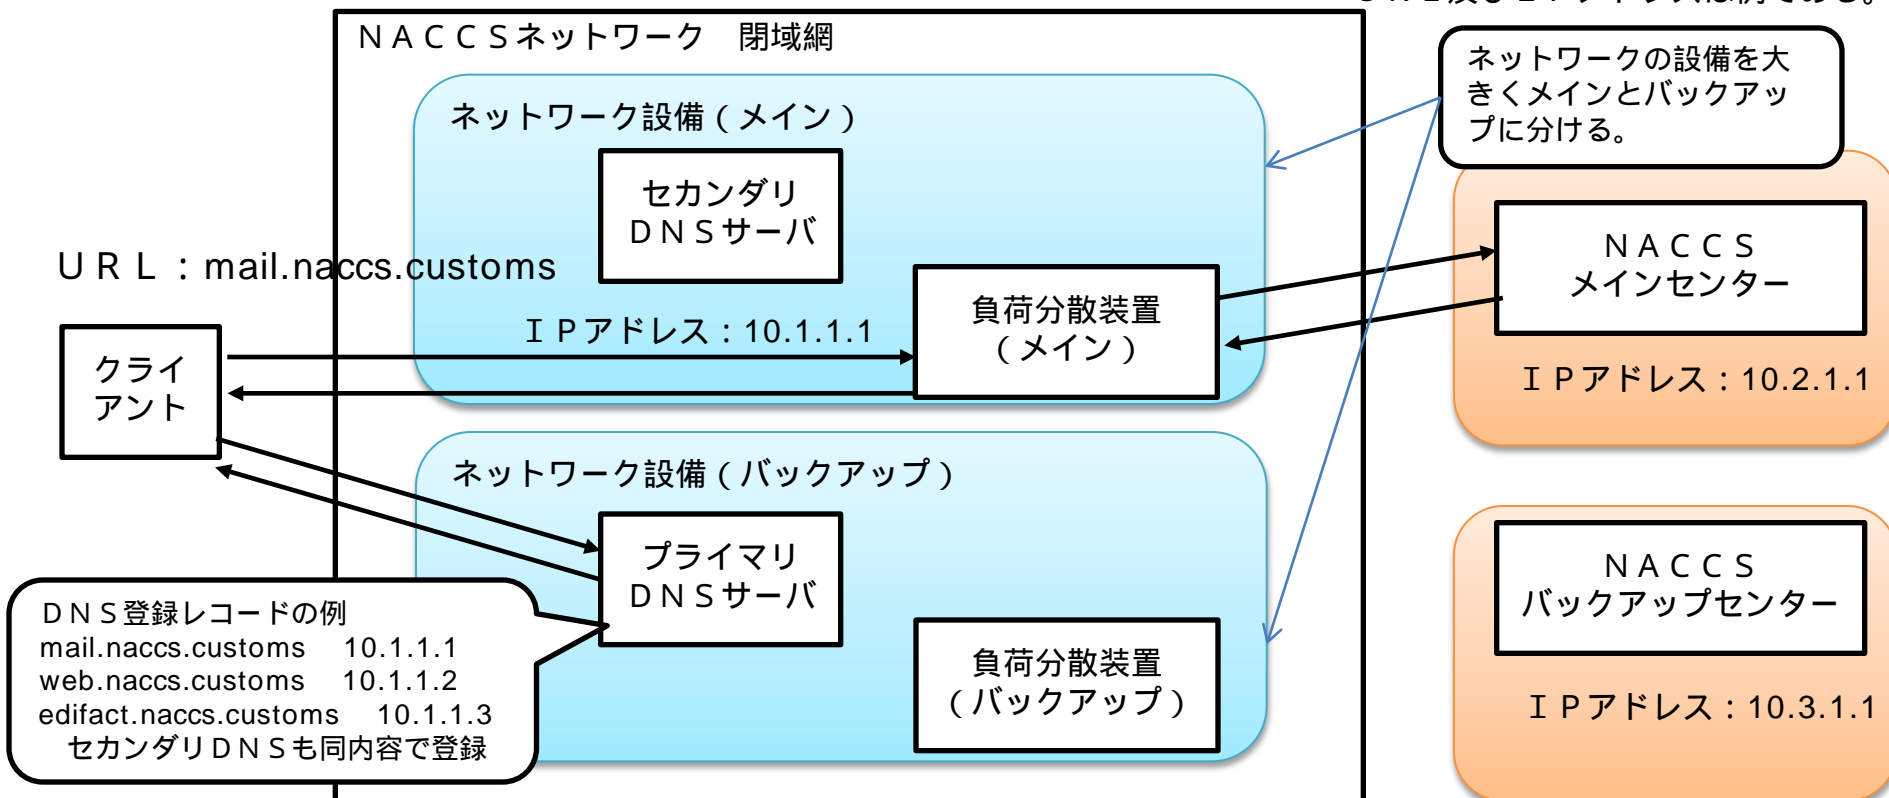 ＮＡＣＣＳネットワーク　閉域網
ネットワークの設備を大
きくメインとバックアッ
プに分ける。
ネットワーク設備（メイン）
セカンダリ
ＤＮＳサーバ
ＵＲＬ：mail.naccs.customs
ＩＰアドレス：10.1.1.1
負荷分散装置
（メイン）
ＮＡＣＣＳ
メインセンター
ＩＰアドレス：10.2.1.1
クライ
アント
ネットワーク設備（バックアップ）
プライマリ
ＤＮＳサーバ
ＤＮＳ登録レコードの例
mail.naccs.customs　10.1.1.1
web.naccs.customs　10.1.1.2
edifact.naccs.customs　10.1.1.3
セカンダリＤＮＳも同内容で登録
負荷分散装置
（バックアップ）
ＮＡＣＣＳ
バックアップセンター
ＩＰアドレス：10.3.1.1